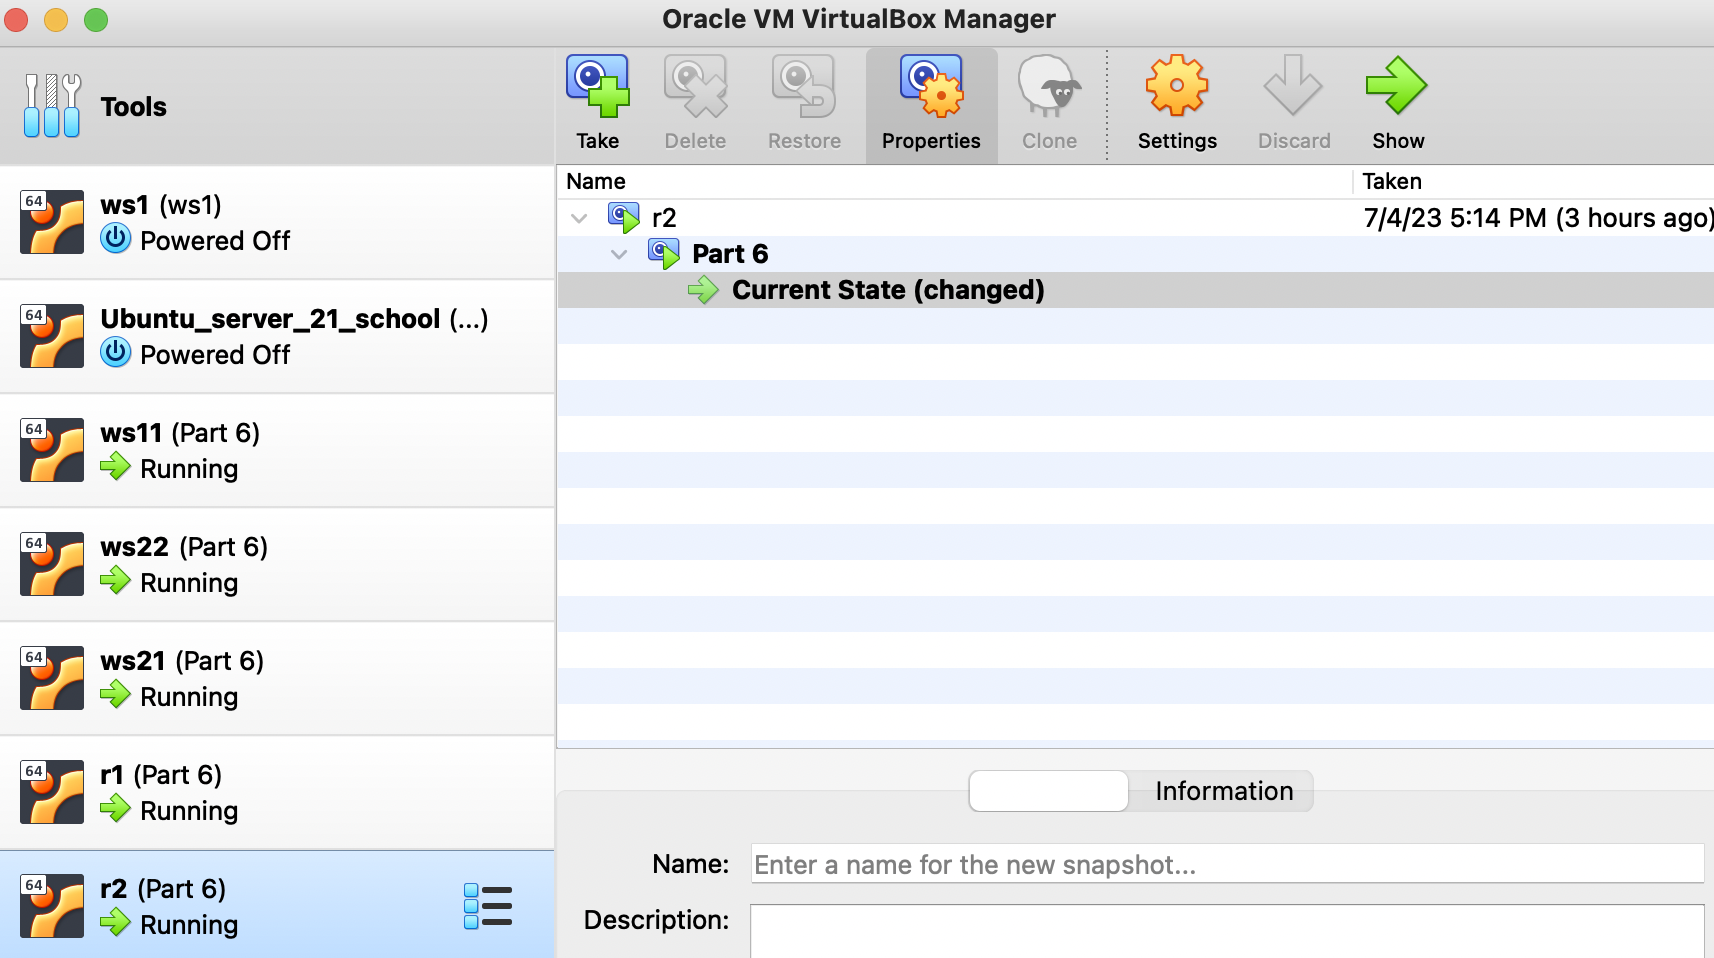 Oracle VM VirtualBox Manager
Tools
Take
Delete
Restore
Properties
Clone
Settings
Discard
Show
64
ws1 (ws1)
Powered Off
64
Ubuntu_server_21_school (...)
Powered Off
64
ws11 (Part 6)
Running
64
ws22 (Part 6)
Running
64
ws21 (Part 6)
Running
64
r1 (Part 6)
Running
64
r2 (Part 6)
Running
Name Taken
r2 7/4/23 5:14 PM (3 hours ago)
Part 6
Current State (changed)
Information
Name: Enter a name for the new snapshot...
Description: